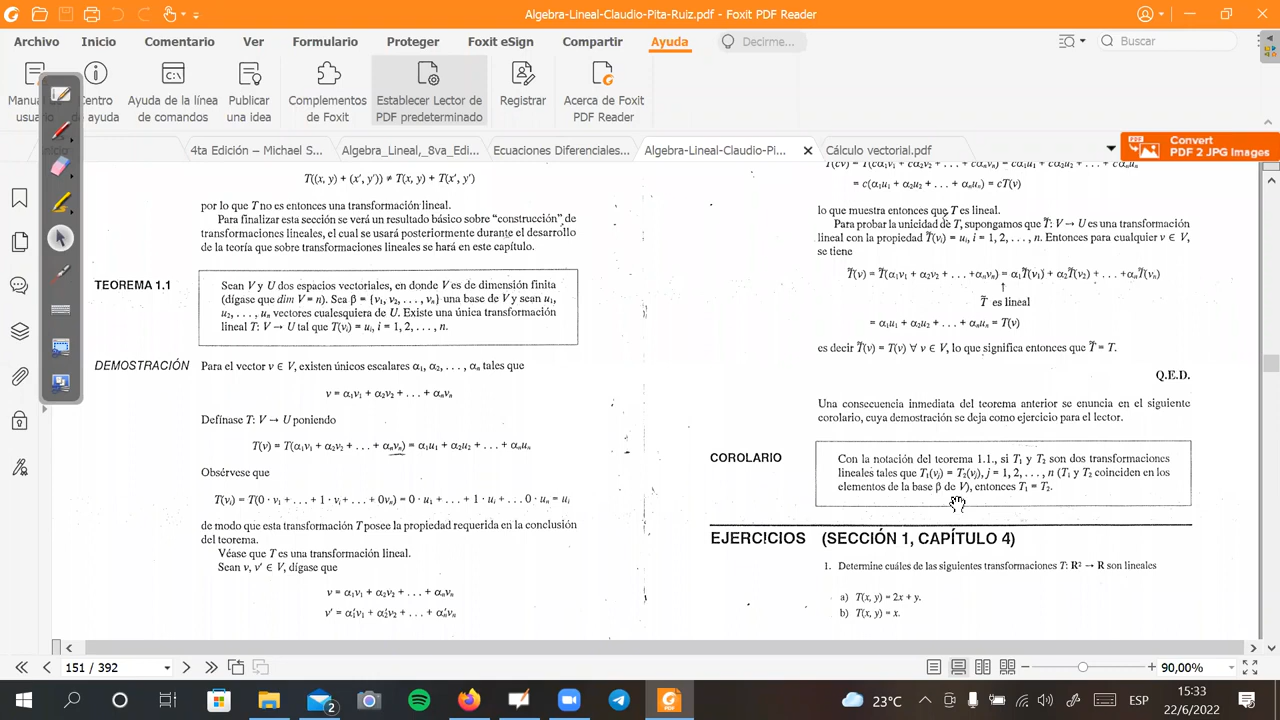 Algebra-Lineal-Claudio-Pita-Ruiz.pdf - Foxit PDF Reader
Archivo Inicio Comentario Ver Formulario Proteger Foxit eSign Compartir Ayuda Decirme... Buscar
Manual usuario
Centro ayuda
Ayuda de la línea de comandos
Publicar una idea
Complementos de Foxit
Establecer Lector de PDF predeterminado
Registrar
Acerca de Foxit PDF Reader
4ta Edición – Michael S... Algebra_Lineal,_7ma_Edi... Ecuaciones Diferenciales... Algebra-Lineal-Claudio-Pi... Cálculo vectorial.pdf
Convert
PDF 2 JPG Images
T((x, y) + (x', y')) ≠ T(x, y) + T(x', y')
por lo que T no es entonces una transformación lineal.
Para finalizar esta sección se verá un resultado básico sobre "construcción" de
transformaciones lineales, el cual se usará posteriormente durante el desarrollo
de la teoría que sobre transformaciones lineales se hará en este capítulo.
TEOREMA 1.1
Sean V y U dos espacios vectoriales, en donde V es de dimensión finita
(dígase que dim V = n). Sea β = {v₁, v₂, . . . , vₙ} una base de V y sean u₁,
u₂, . . . , uₙ vectores cualesquiera de U. Existe una única transformación
lineal T: V → U tal que T(vᵢ) = uᵢ, i = 1, 2, . . . , n.
DEMOSTRACIÓN Para el vector v ∈ V, existen únicos escalares α₁, α₂, . . . , αₙ tales que
v = α₁v₁ + α₂v₂ + . . . + αₙvₙ
Defínase T: V → U poniendo
T(v) = T(α₁v₁ + α₂v₂ + . . . + αₙvₙ) = α₁u₁ + α₂u₂ + . . . + αₙuₙ
Obsérvese que
T(vᵢ) = T(0 · v₁ + . . . + 1 · vᵢ + . . . + 0vₙ) = 0 · u₁ + . . . + 1 · uᵢ + . . . 0 · uₙ = uᵢ
de modo que esta transformación T posee la propiedad requerida en la conclusión
del teorema.
Véase que T es una transformación lineal.
Sean v, v' ∈ V, dígase que
v = α₁v₁ + α₂v₂ + . . . + αₙvₙ
v' = α₁'v₁ + α₂'v₂ + . . . + αₙ'vₙ
T(cv) = T(cα₁v₁ + cα₂v₂ + . . . + cαₙvₙ) = cα₁u₁ + cα₂u₂ + . . . + cαₙuₙ
= c(α₁u₁ + α₂u₂ + . . . + αₙuₙ) = cT(v)
lo que muestra entonces que T es lineal.
Para probar la unicidad de T, supongamos que T̃: V → U es una transformación
lineal con la propiedad T̃(vᵢ) = uᵢ, i = 1, 2, . . . , n. Entonces para cualquier v ∈ V,
se tiene
T̃(v) = T̃(α₁v₁ + α₂v₂ + . . . +αₙvₙ) = α₁T̃(v₁) + α₂T̃(v₂) + . . . +αₙT̃(vₙ)
↑
T̃ es lineal
= α₁u₁ + α₂u₂ + . . . + αₙuₙ = T(v)
es decir T̃(v) = T(v) ∀ v ∈ V, lo que significa entonces que T̃ = T.
Q.E.D.
Una consecuencia inmediata del teorema anterior se enuncia en el siguiente
corolario, cuya demostración se deja como ejercicio para el lector.
COROLARIO
Con la notación del teorema 1.1., si T₁ y T₂ son dos transformaciones
lineales tales que T₁(vⱼ) = T₂(vⱼ), j = 1, 2, . . . , n (T₁ y T₂ coinciden en los
elementos de la base β de V), entonces T₁ = T₂.
EJERCICIOS (SECCIÓN 1, CAPÍTULO 4)
1. Determine cuáles de las siguientes transformaciones T: R² → R son lineales
a) T(x, y) = 2x + y.
b) T(x, y) = x.
151 / 392
90,00%
2
23°C
ESP
15:33
22/6/2022